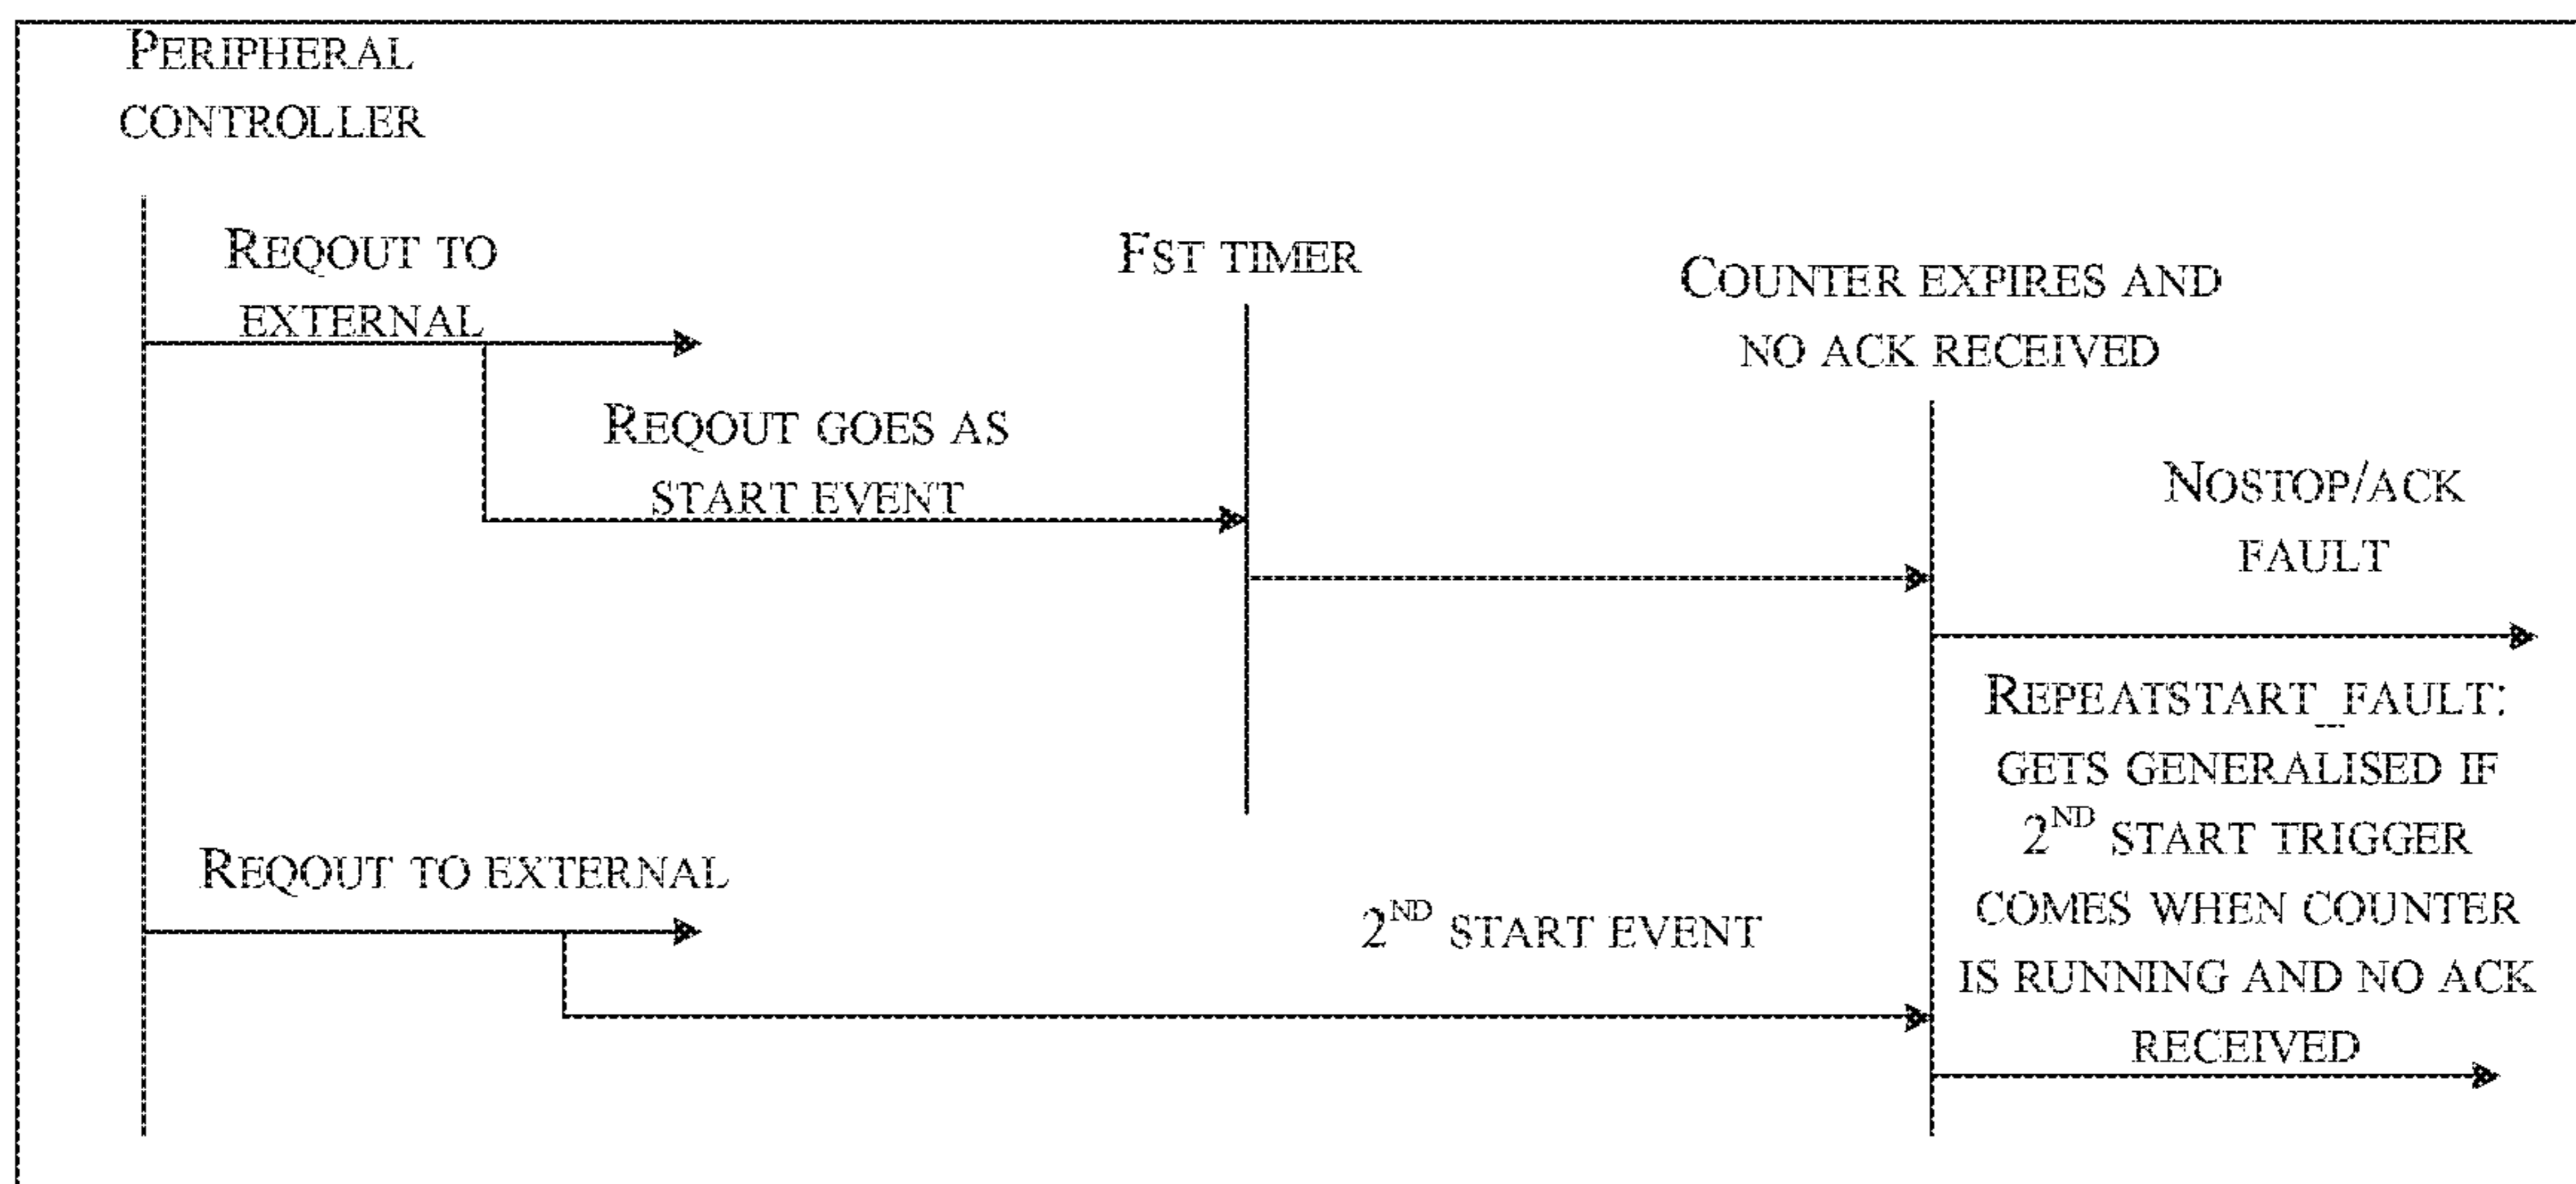 PERIPHERAL
CONTROLLER
REQOUT TO
EXTERNAL
FST TIMER
COUNTER EXPIRES AND
NO ACK RECEIVED
REQOUT GOES AS
START EVENT
NOSTOP/ACK
FAULT
REPEATSTART_FAULT:
GETS GENERALISED IF
2ND START TRIGGER
COMES WHEN COUNTER
IS RUNNING AND NO ACK
RECEIVED
REQOUT TO EXTERNAL
2ND START EVENT